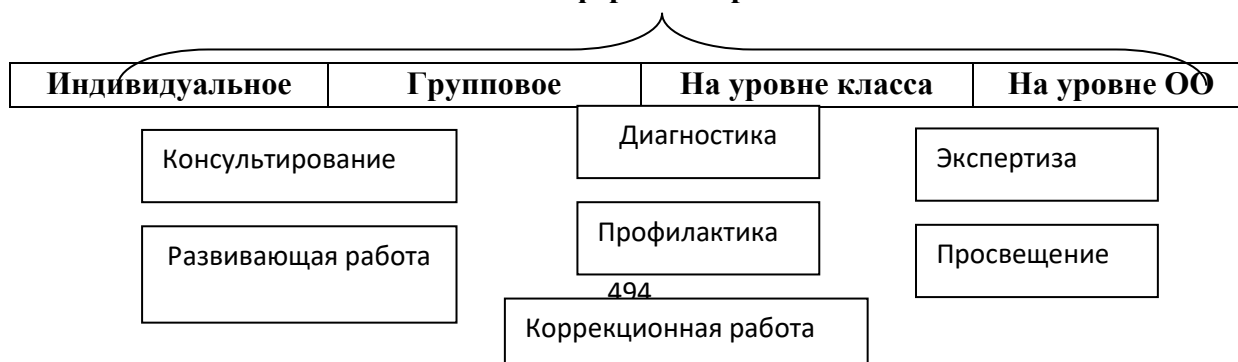 Индивидуальное Групповое На уровне класса На уровне ОО
Консультирование Диагностика Экспертиза
Развивающая работа Профилактика Просвещение
494
Коррекционная работа